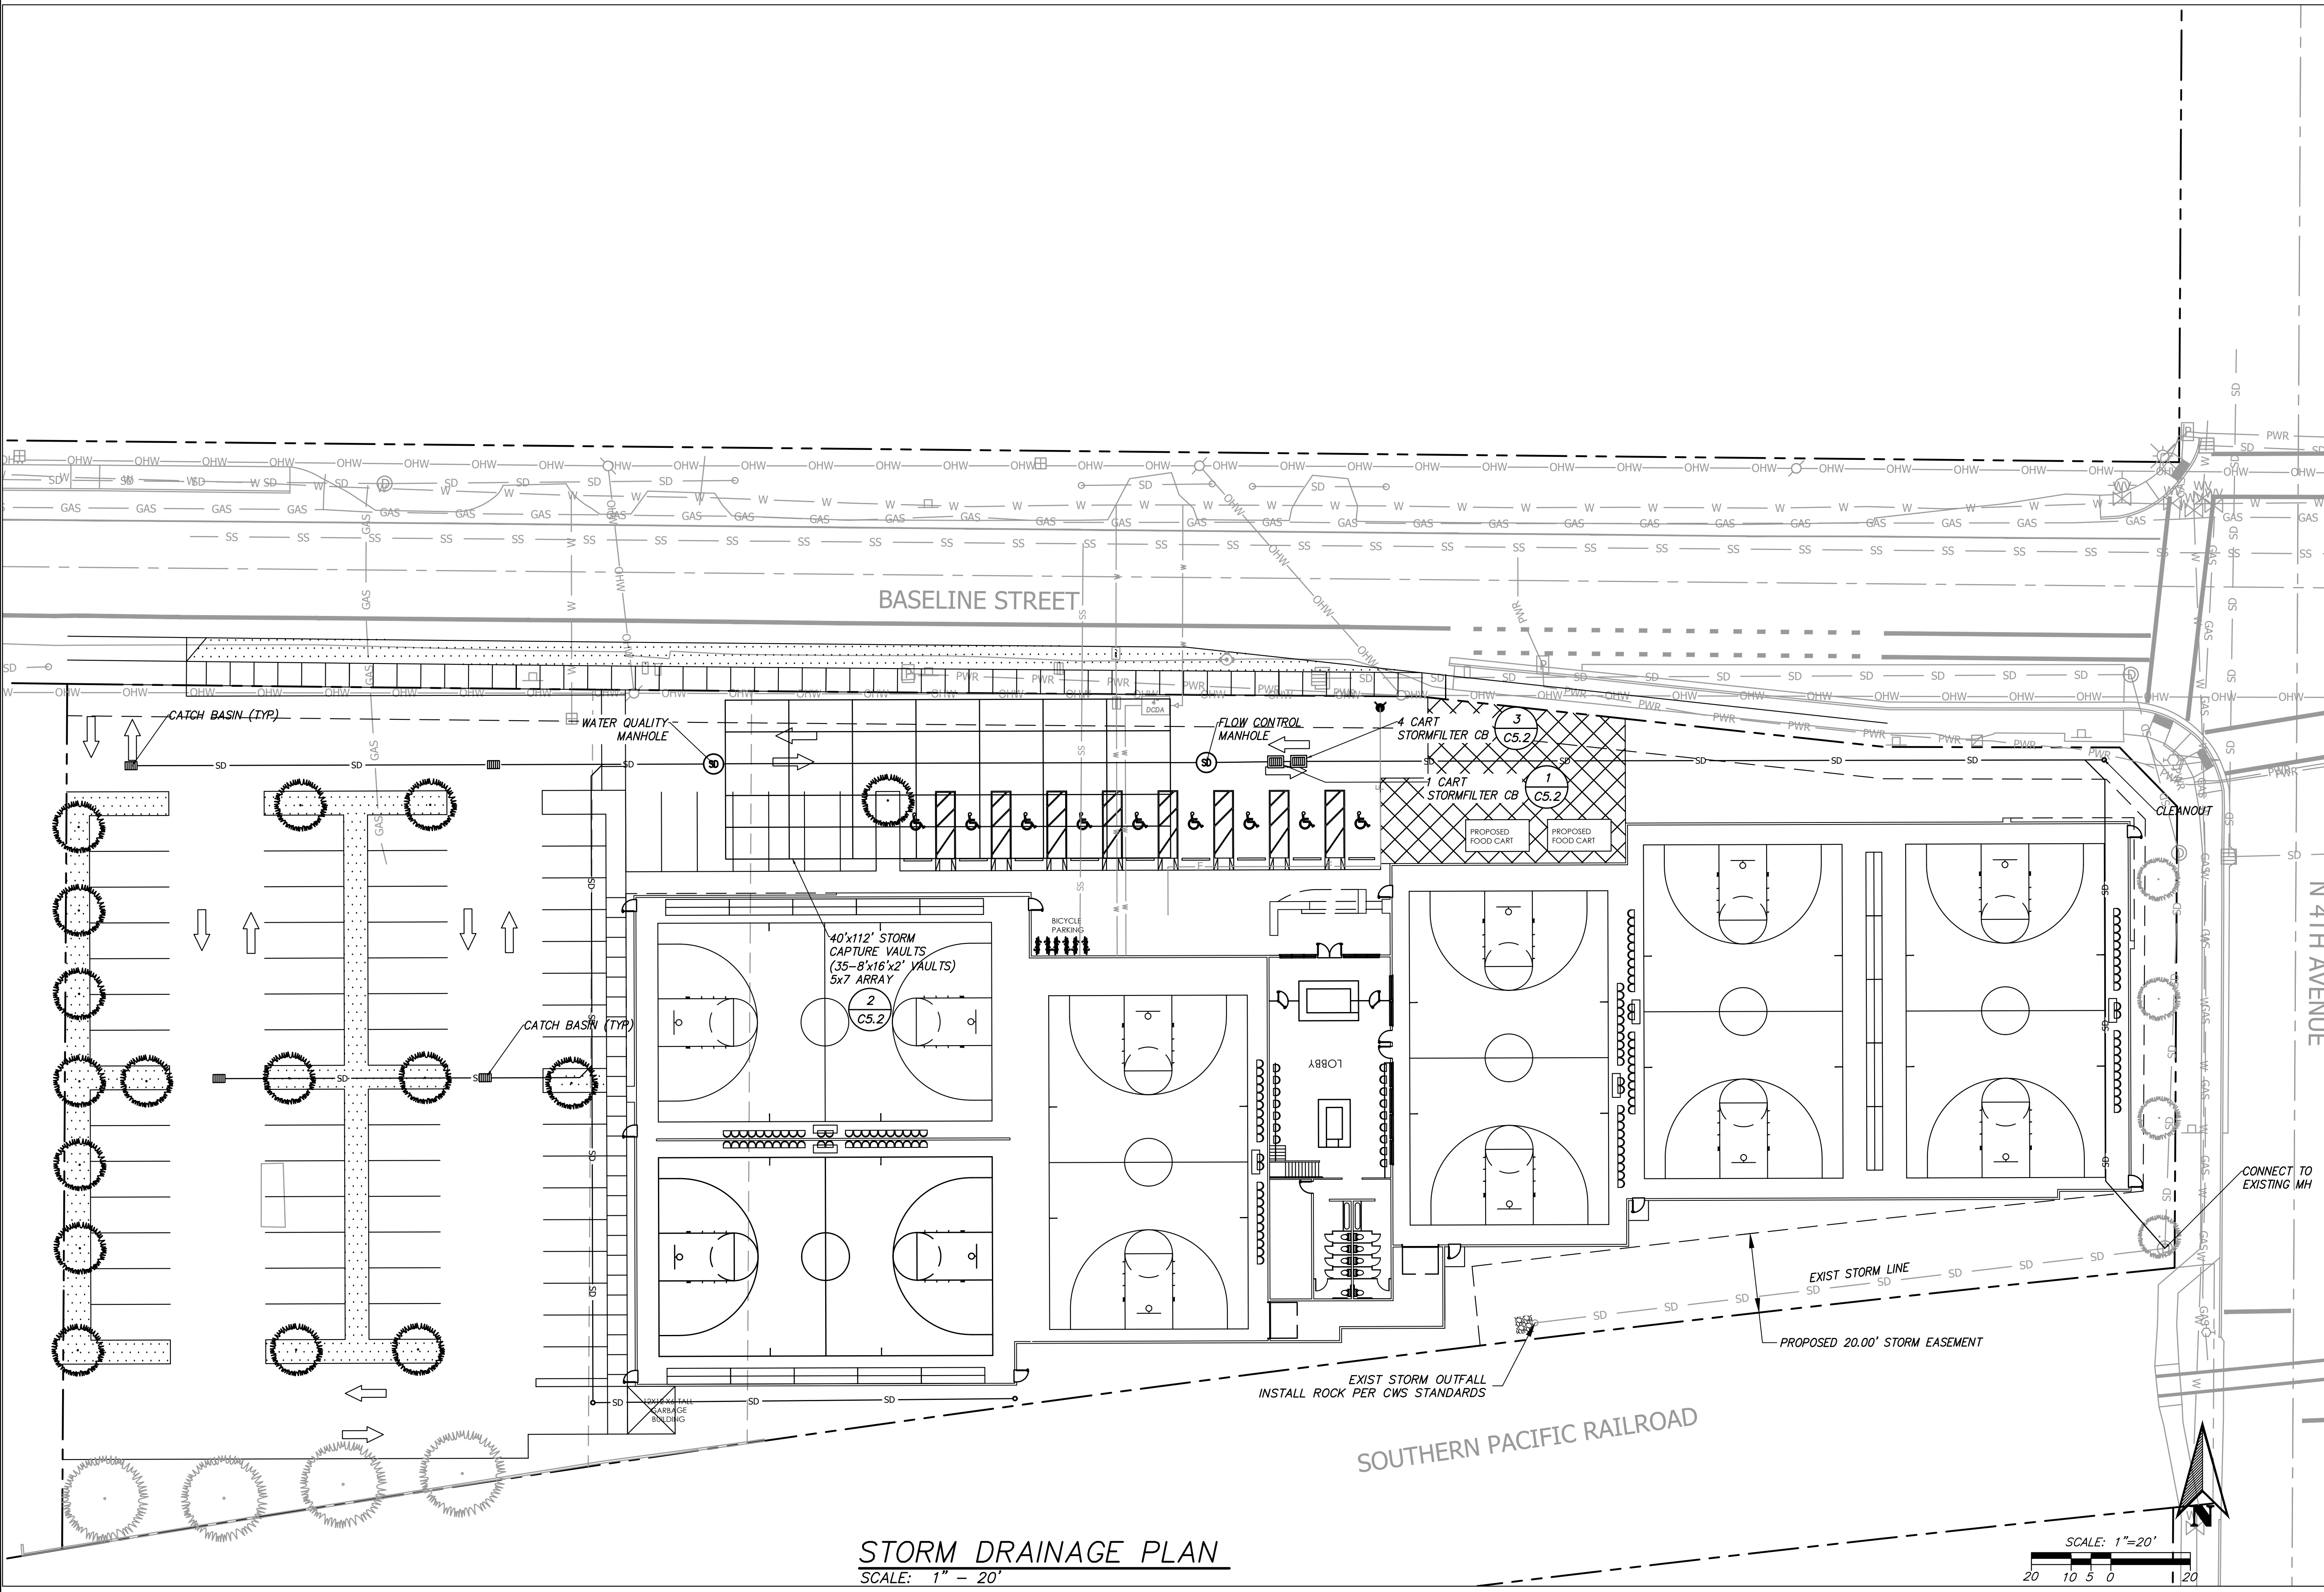 BASELINE STREET
CATCH BASIN (TYP.)
WATER QUALITY
MANHOLE
DCDA
FLOW CONTROL
MANHOLE
4 CART
STORMFILTER CB
3
C5.2
1 CART
STORMFILTER CB
1
C5.2
CLEANOUT
PROPOSED
FOOD CART
PROPOSED
FOOD CART
N 4TH AVENUE
BICYCLE
PARKING
40'x112' STORM
CAPTURE VAULTS
(35-8'x16'x2' VAULTS)
5x7 ARRAY
2
C5.2
CATCH BASIN (TYP.)
LOBBY
CONNECT TO
EXISTING MH
EXIST STORM LINE
PROPOSED 20.00' STORM EASEMENT
EXIST STORM OUTFALL
INSTALL ROCK PER CWS STANDARDS
GARBAGE
BUILDING
SOUTHERN PACIFIC RAILROAD
N
STORM DRAINAGE PLAN
SCALE: 1" - 20'
SCALE: 1"=20'
20 10 5 0 20